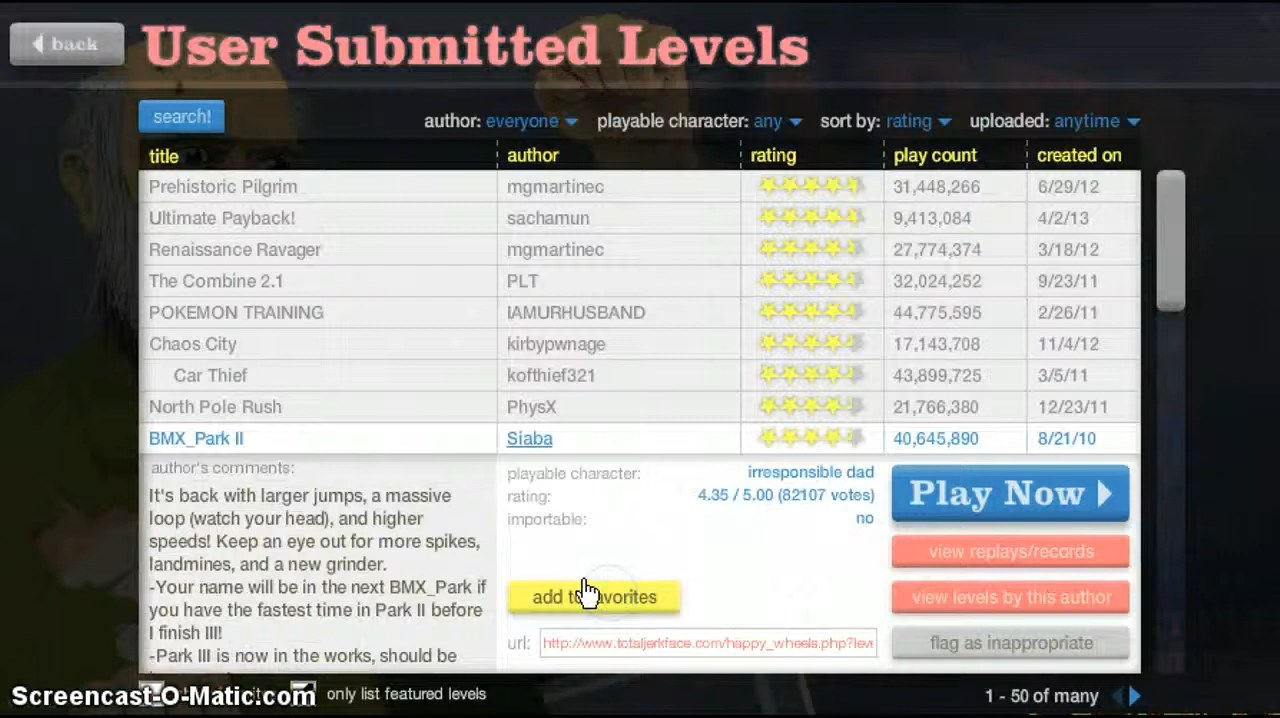 back
User Submitted Levels
search!
author: everyone
playable character: any
sort by: rating
uploaded: anytime
title author rating play count created on
Prehistoric Pilgrim mgmartinec 31,448,266 6/29/12
Ultimate Payback! sachamun 9,413,084 4/2/13
Renaissance Ravager mgmartinec 27,774,374 3/18/12
The Combine 2.1 PLT 32,024,252 9/23/11
POKEMON TRAINING IAMURHUSBAND 44,775,595 2/26/11
Chaos City kirbypwnage 17,143,708 11/4/12
Car Thief kofthief321 43,899,725 3/5/11
North Pole Rush PhysX 21,766,380 12/23/11
BMX_Park II Siaba 40,645,890 8/21/10
author's comments:
It's back with larger jumps, a massive
loop (watch your head), and higher
speeds! Keep an eye out for more spikes,
landmines, and a new grinder.
-Your name will be in the next BMX_Park if
you have the fastest time in Park II before
I finish III!
-Park III is now in the works, should be
playable character: irresponsible dad
rating: 4.35 / 5.00 (82107 votes)
importable: no
add to favorites
url: http://www.totaljerkface.com/happy_wheels.php?leve
Play Now
view replays/records
view levels by this author
flag as inappropriate
Screencast-O-Matic.com
only list featured levels
1 - 50 of many